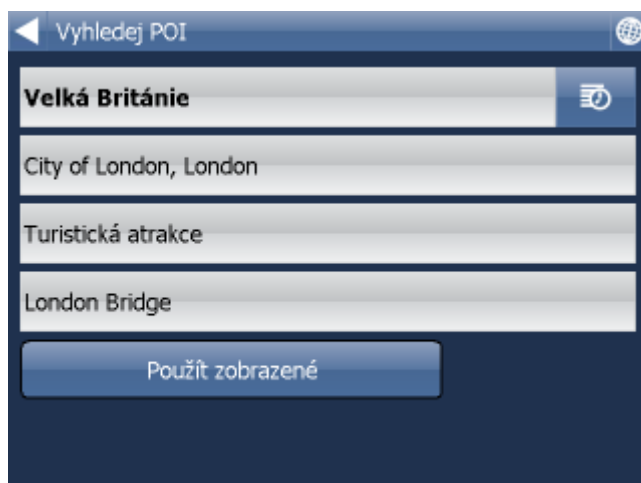 Vyhledej POI
Velká Británie
City of London, London
Turistická atrakce
London Bridge
Použít zobrazené